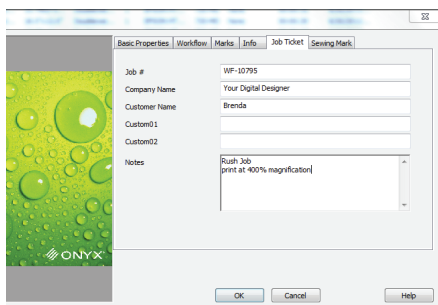 Basic Properties Workflow Marks Info Job Ticket Sewing Mark
Job # WF-10795
Company Name Your Digital Designer
Customer Name Brenda
Custom01
Custom02
Notes Rush Job
print at 400% magnification
ONYX
OK Cancel Help